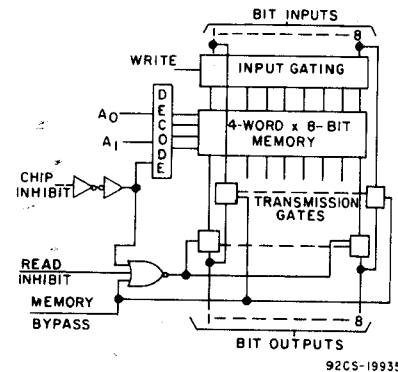 BIT INPUTS
8
WRITE
INPUT GATING
A0
A1
DECODE
4-WORD x 8-BIT
MEMORY
CHIP
INHIBIT
TRANSMISSION
GATES
READ
INHIBIT
MEMORY
BYPASS
8
BIT OUTPUTS
92CS-19935